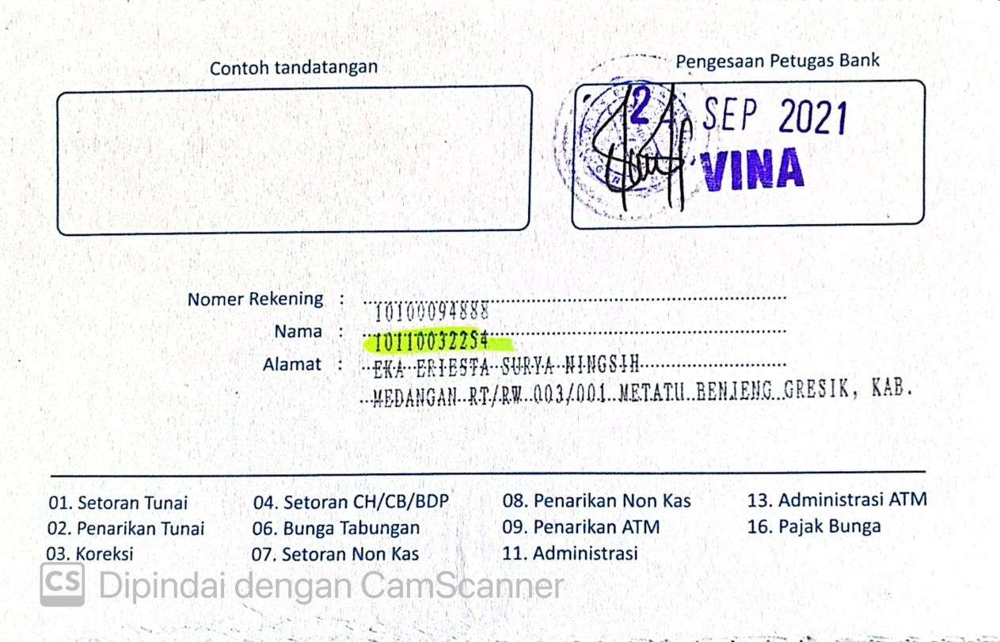 Contoh tandatangan
Pengesaan Petugas Bank
24 SEP 2021
VINA
Nomer Rekening :
10100094888
Nama :
10110032254
Alamat :
EKA ERIESTA SURYA NINGSIH
MEDANGAN RT/RW 003/001 METATU BENJENG GRESIK, KAB.
01. Setoran Tunai
02. Penarikan Tunai
03. Koreksi
04. Setoran CH/CB/BDP
06. Bunga Tabungan
07. Setoran Non Kas
08. Penarikan Non Kas
09. Penarikan ATM
11. Administrasi
13. Administrasi ATM
16. Pajak Bunga
CS Dipindai dengan CamScanner